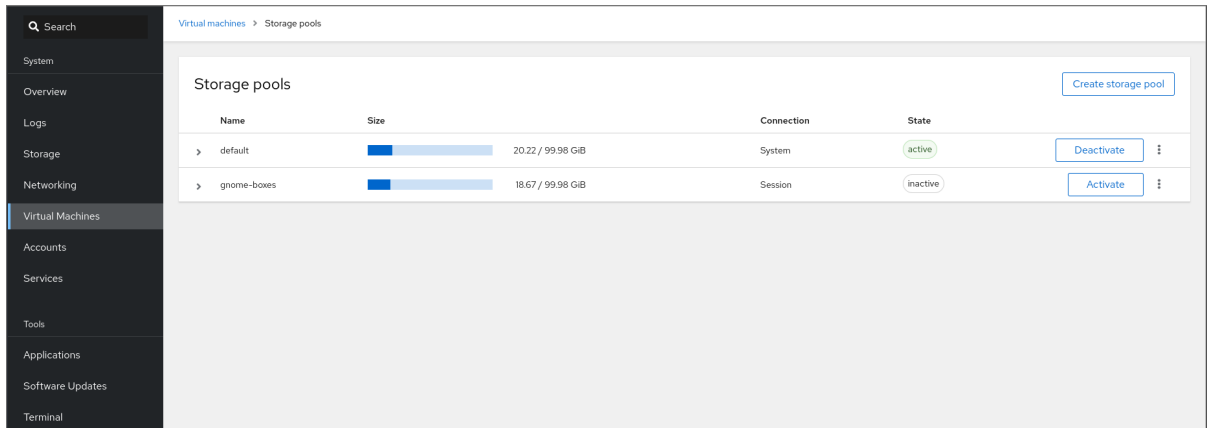 Search
System
Overview
Logs
Storage
Networking
Virtual Machines
Accounts
Services
Tools
Applications
Software Updates
Terminal
Virtual machines > Storage pools
Storage pools
Create storage pool
Name Size Connection State
default 20.22 / 99.98 GiB System active Deactivate
gnome-boxes 18.67 / 99.98 GiB Session inactive Activate